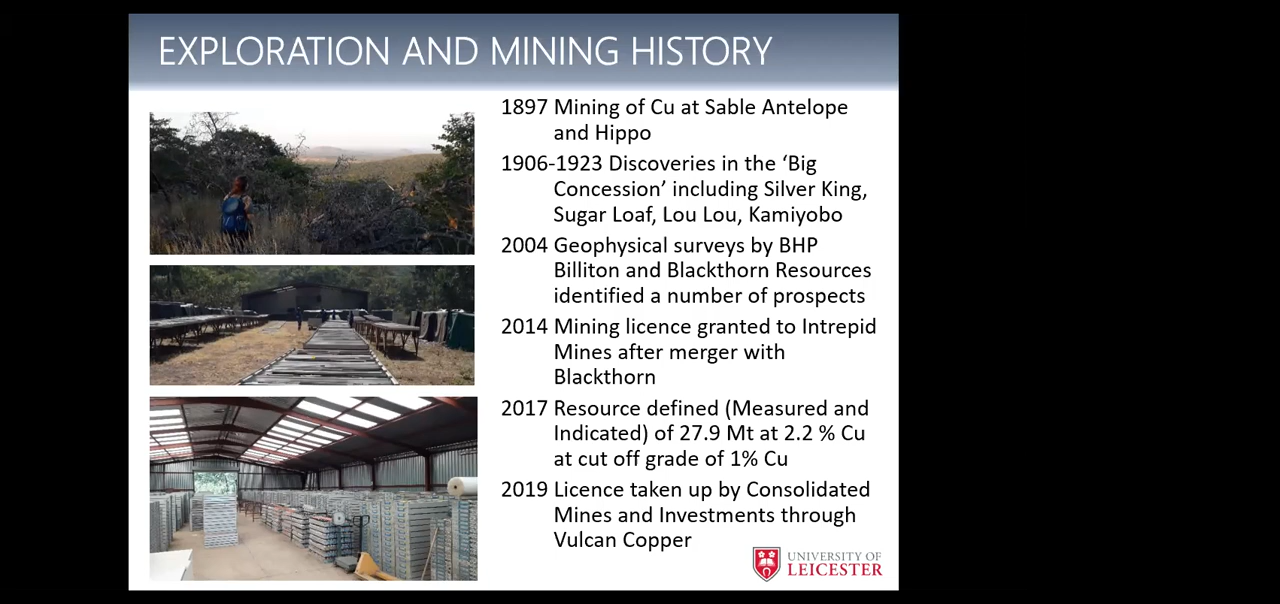 EXPLORATION AND MINING HISTORY
1897 Mining of Cu at Sable Antelope
and Hippo
1906-1923 Discoveries in the ‘Big
Concession’ including Silver King,
Sugar Loaf, Lou Lou, Kamiyobo
2004 Geophysical surveys by BHP
Billiton and Blackthorn Resources
identified a number of prospects
2014 Mining licence granted to Intrepid
Mines after merger with
Blackthorn
2017 Resource defined (Measured and
Indicated) of 27.9 Mt at 2.2 % Cu
at cut off grade of 1% Cu
2019 Licence taken up by Consolidated
Mines and Investments through
Vulcan Copper
UNIVERSITY OF
LEICESTER